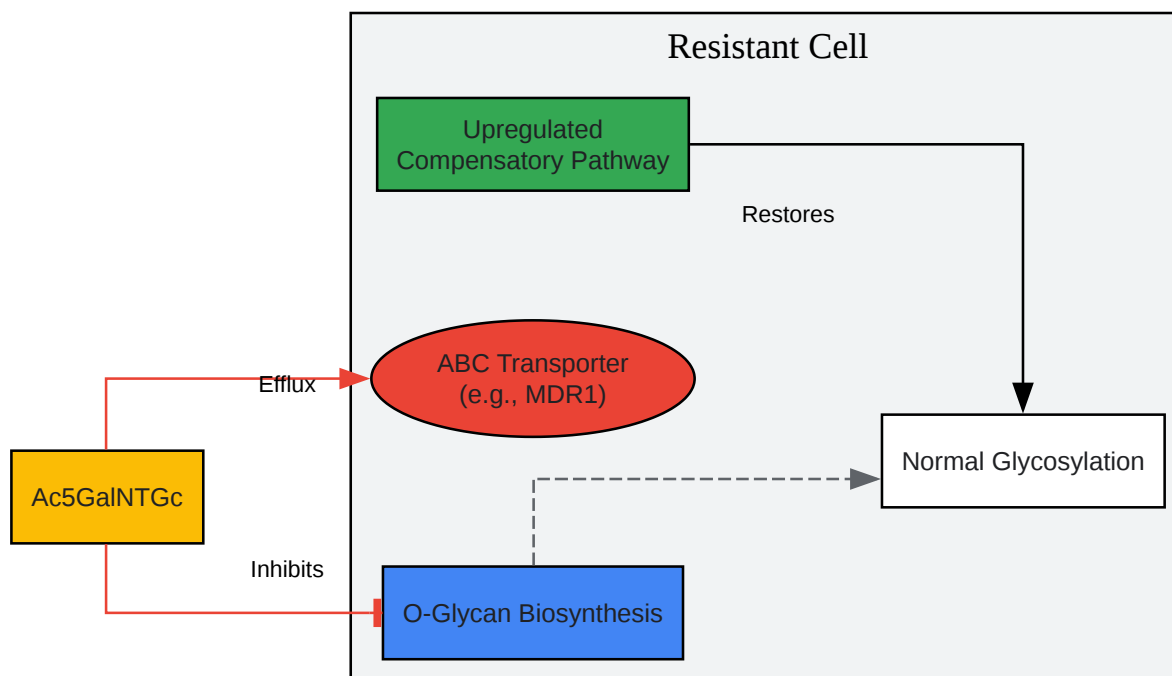 Resistant Cell
Upregulated
Compensatory Pathway
Restores
ABC Transporter
(e.g., MDR1)
Efflux
Normal Glycosylation
Ac5GalNTGc
Inhibits
O-Glycan Biosynthesis